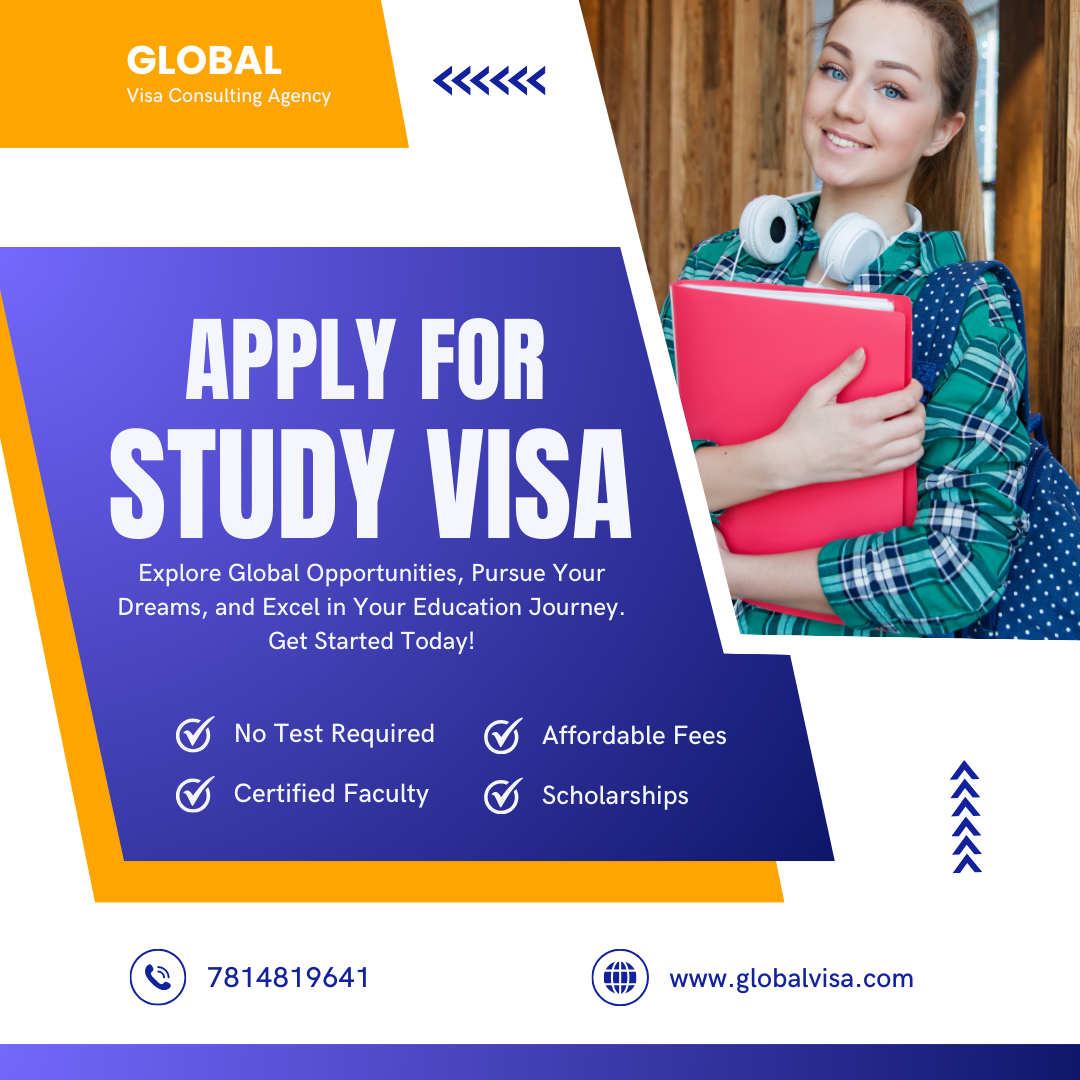 GLOBAL
Visa Consulting Agency
APPLY FOR
STUDY VISA
Explore Global Opportunities, Pursue Your
Dreams, and Excel in Your Education Journey.
Get Started Today!
No Test Required
Affordable Fees
Certified Faculty
Scholarships
7814819641
www.globalvisa.com